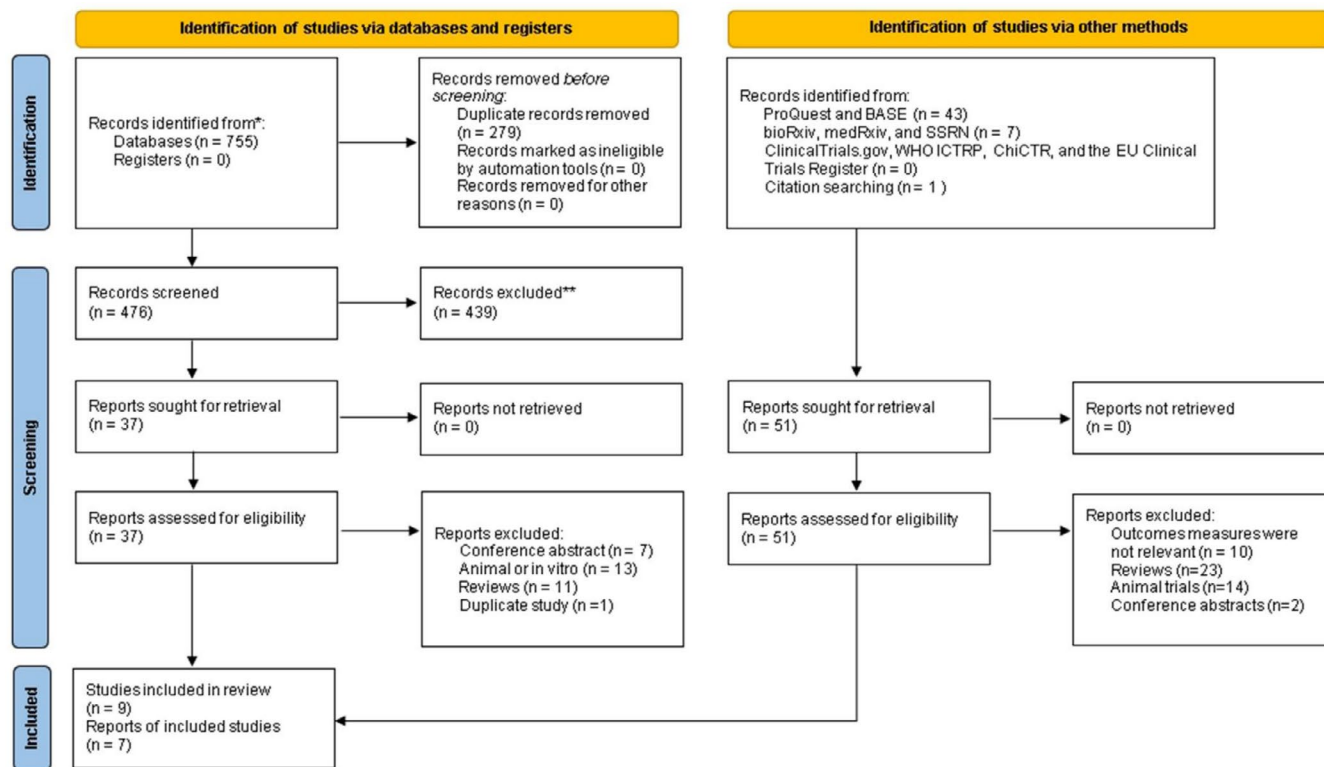 Identification of studies via databases and registers
Identification of studies via other methods
Identification
Records identified from*:
Databases (n = 755)
Registers (n = 0)
Records removed before
screening:
Duplicate records removed
(n = 279)
Records marked as ineligible
by automation tools (n = 0)
Records removed for other
reasons (n = 0)
Records identified from:
ProQuest and BASE (n = 43)
bioRxiv, medRxiv, and SSRN (n = 7)
ClinicalTrials.gov, WHO ICTRP, ChiCTR, and the EU Clinical
Trials Register (n = 0)
Citation searching (n = 1 )
Screening
Records screened
(n = 476)
Records excluded**
(n = 439)
Reports sought for retrieval
(n = 37)
Reports not retrieved
(n = 0)
Reports sought for retrieval
(n = 51)
Reports not retrieved
(n = 0)
Reports assessed for eligibility
(n = 37)
Reports excluded:
Conference abstract (n = 7)
Animal or in vitro (n = 13)
Reviews (n = 11)
Duplicate study (n =1)
Reports assessed for eligibility
(n = 51)
Reports excluded:
Outcomes measures were
not relevant (n = 10)
Reviews (n=23)
Animal trials (n=14)
Conference abstracts (n=2)
Included
Studies included in review
(n = 9)
Reports of included studies
(n = 7)